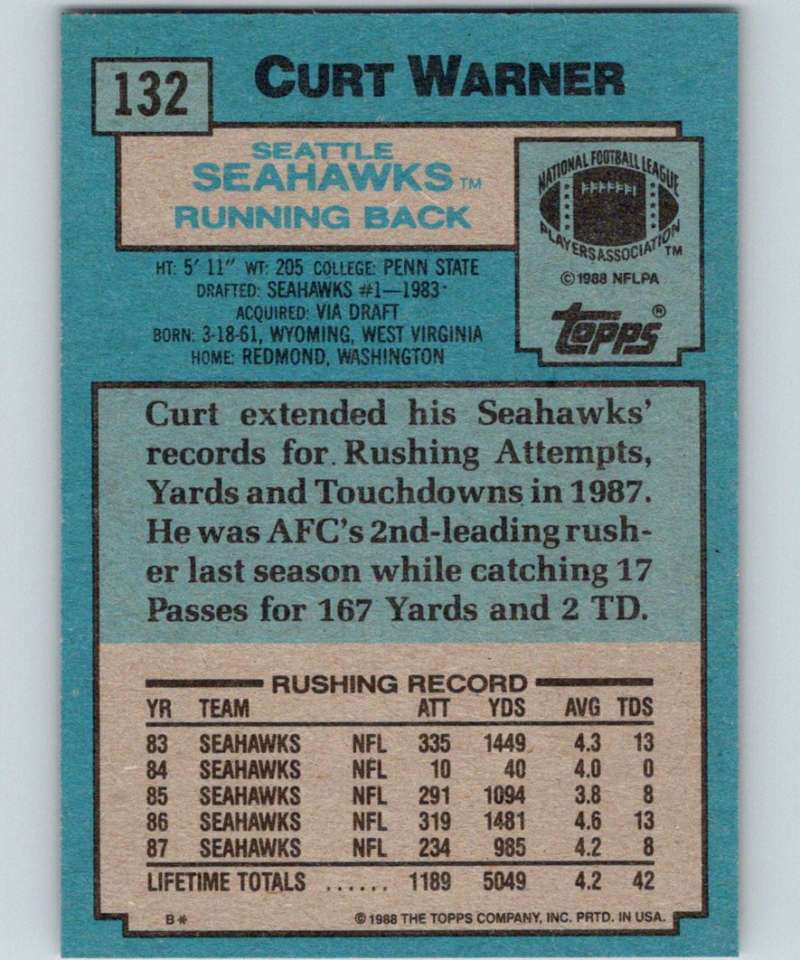 132
CURT WARNER
SEATTLE
SEAHAWKS™
RUNNING BACK
NATIONAL FOOTBALL LEAGUE
PLAYERS ASSOCIATION™
©1988 NFLPA
topps®
HT: 5' 11" WT: 205 COLLEGE: PENN STATE
DRAFTED: SEAHAWKS #1—1983
ACQUIRED: VIA DRAFT
BORN: 3-18-61, WYOMING, WEST VIRGINIA
HOME: REDMOND, WASHINGTON
Curt extended his Seahawks'
records for Rushing Attempts,
Yards and Touchdowns in 1987.
He was AFC's 2nd-leading rush-
er last season while catching 17
Passes for 167 Yards and 2 TD.
RUSHING RECORD
YR TEAM ATT YDS AVG TDS
83 SEAHAWKS NFL 335 1449 4.3 13
84 SEAHAWKS NFL 10 40 4.0 0
85 SEAHAWKS NFL 291 1094 3.8 8
86 SEAHAWKS NFL 319 1481 4.6 13
87 SEAHAWKS NFL 234 985 4.2 8
LIFETIME TOTALS ...... 1189 5049 4.2 42
B* ©1988 THE TOPPS COMPANY, INC. PRTD. IN USA.